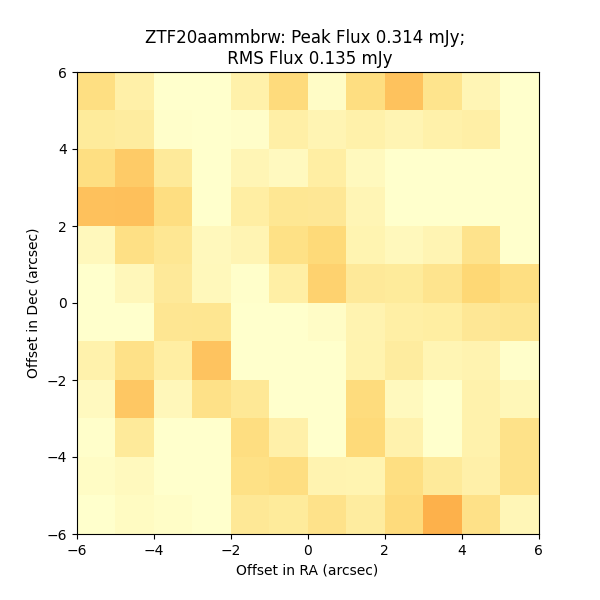 ZTF20aammbrw: Peak Flux 0.314 mJy;
RMS Flux 0.135 mJy
6
4
2
0
−2
−4
−6
Offset in Dec (arcsec)
−6 −4 −2 0 2 4 6
Offset in RA (arcsec)